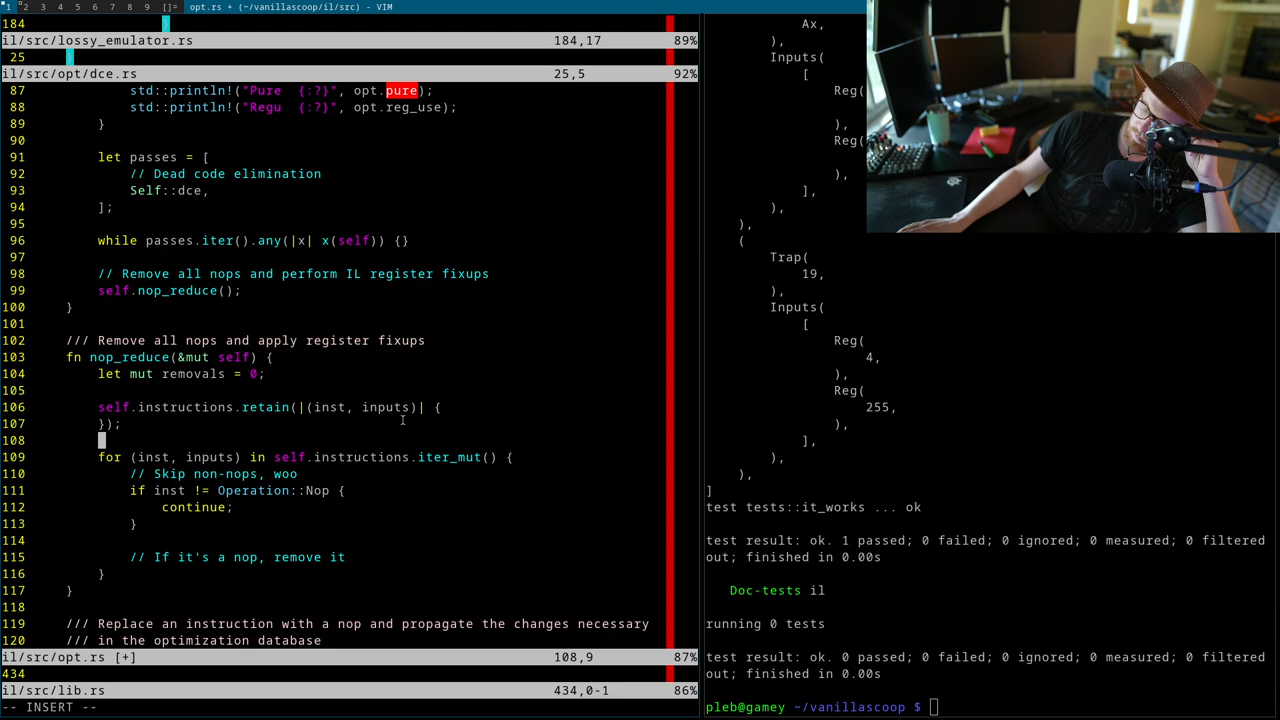 1 2 3 4 5 6 7 8 9 []= opt.rs + (~/vanillascoop/il/src) - VIM
184 }
il/src/lossy_emulator.rs 184,17 89%
25 }
il/src/opt/dce.rs 25,5 92%
87 std::println!("Pure {:?}", opt.pure);
88 std::println!("Regu {:?}", opt.reg_use);
89 }
90
91 let passes = [
92 // Dead code elimination
93 Self::dce,
94 ];
95
96 while passes.iter().any(|x| x(self)) {}
97
98 // Remove all nops and perform IL register fixups
99 self.nop_reduce();
100 }
101
102 /// Remove all nops and apply register fixups
103 fn nop_reduce(&mut self) {
104 let mut removals = 0;
105
106 self.instructions.retain(|(inst, inputs)| {
107 });
108
109 for (inst, inputs) in self.instructions.iter_mut() {
110 // Skip non-nops, woo
111 if inst != Operation::Nop {
112 continue;
113 }
114
115 // If it's a nop, remove it
116 }
117 }
118
119 /// Replace an instruction with a nop and propagate the changes necessary
120 /// in the optimization database
il/src/opt.rs [+] 108,9 87%
434
il/src/lib.rs 434,0-1 86%
-- INSERT --
Ax,
),
Inputs(
[
Reg(
),
Reg(
),
],
),
),
(
Trap(
19,
),
Inputs(
[
Reg(
4,
),
Reg(
255,
),
],
),
),
]
test tests::it_works ... ok
test result: ok. 1 passed; 0 failed; 0 ignored; 0 measured; 0 filtered
out; finished in 0.00s
Doc-tests il
running 0 tests
test result: ok. 0 passed; 0 failed; 0 ignored; 0 measured; 0 filtered
out; finished in 0.00s
pleb@gamey ~/vanillascoop $